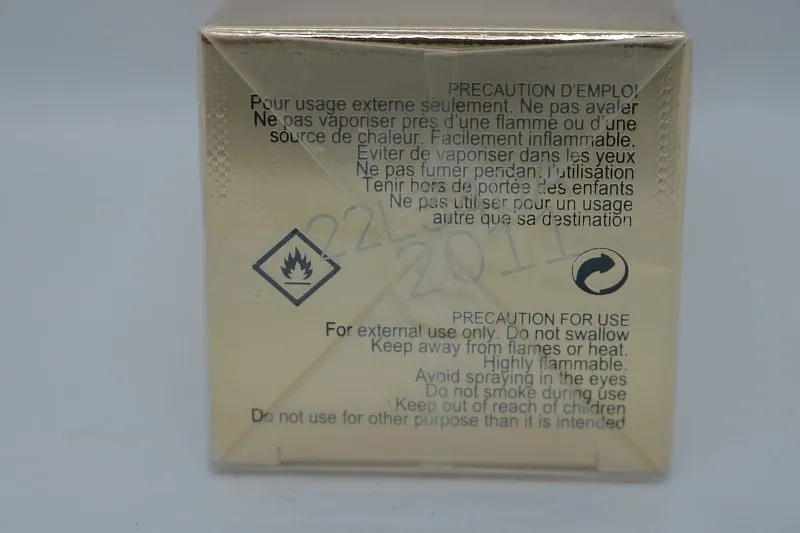 PRECAUTION D'EMPLOI
Pour usage externe seulement. Ne pas avaler
Ne pas vaporiser près d'une flamme ou d'une
source de chaleur. Facilement inflammable.
Eviter de vaporiser dans les yeux
Ne pas fumer pendant l'utilisation
Tenir hors de portée des enfants
Ne pas utiliser pour un usage
autre que sa destination
2011
PRECAUTION FOR USE
For external use only. Do not swallow
Keep away from flames or heat.
Highly flammable.
Avoid spraying in the eyes
Do not smoke during use
Keep out of reach of children
Do not use for other purpose than it is intended